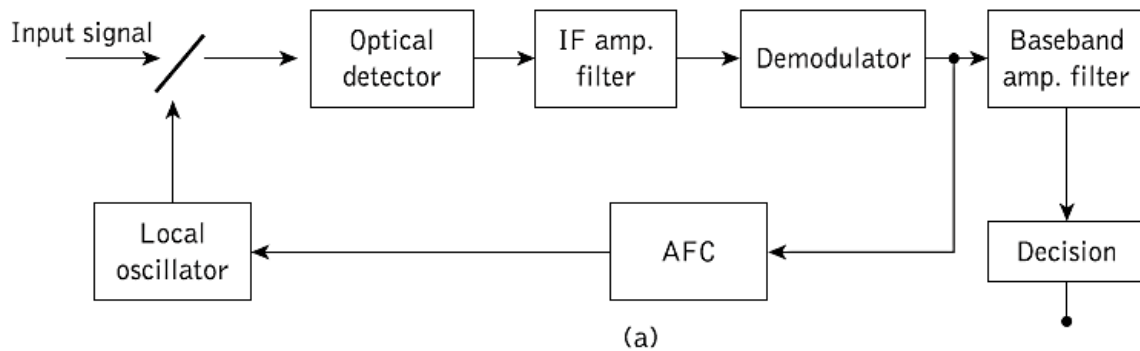 Input signal
Optical
detector
IF amp.
filter
Demodulator
Baseband
amp. filter
Local
oscillator
AFC
Decision
(a)